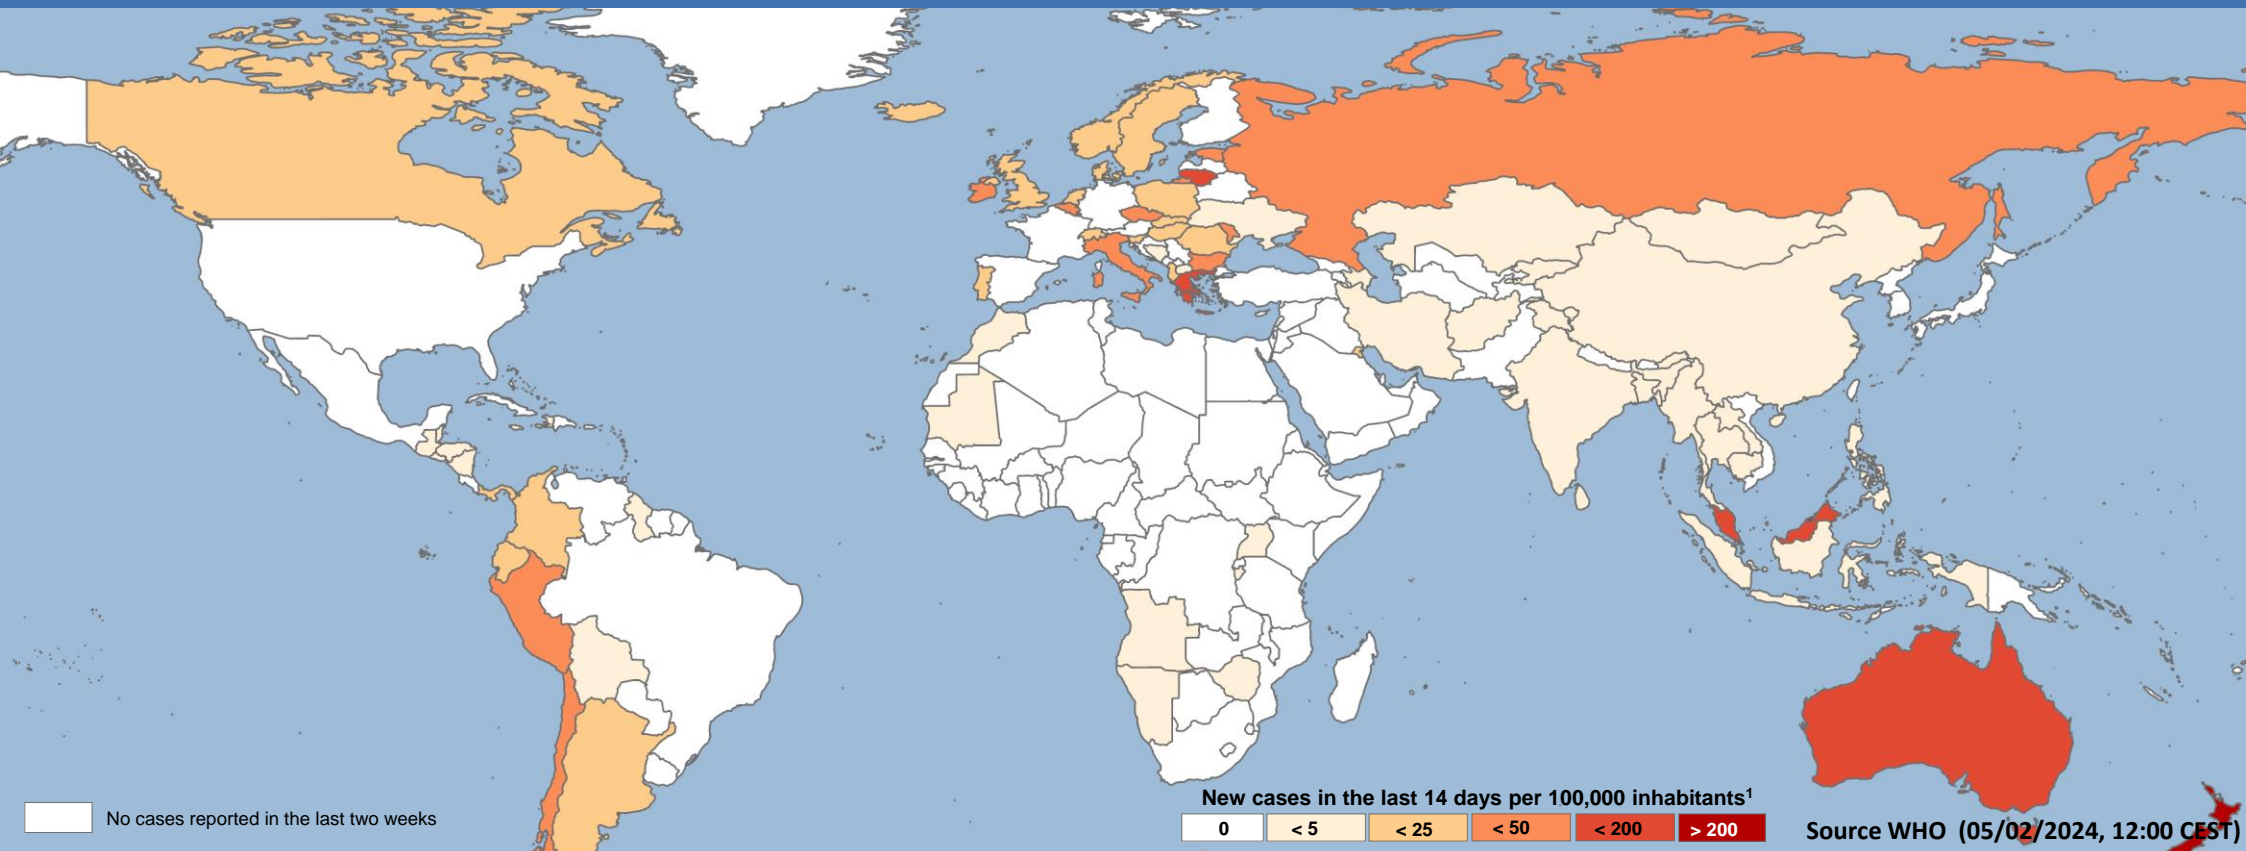 No cases reported in the last two weeks
New cases in the last 14 days per 100,000 inhabitants¹
0 < 5 < 25 < 50 < 200 > 200
Source WHO (05/02/2024, 12:00 CEST)